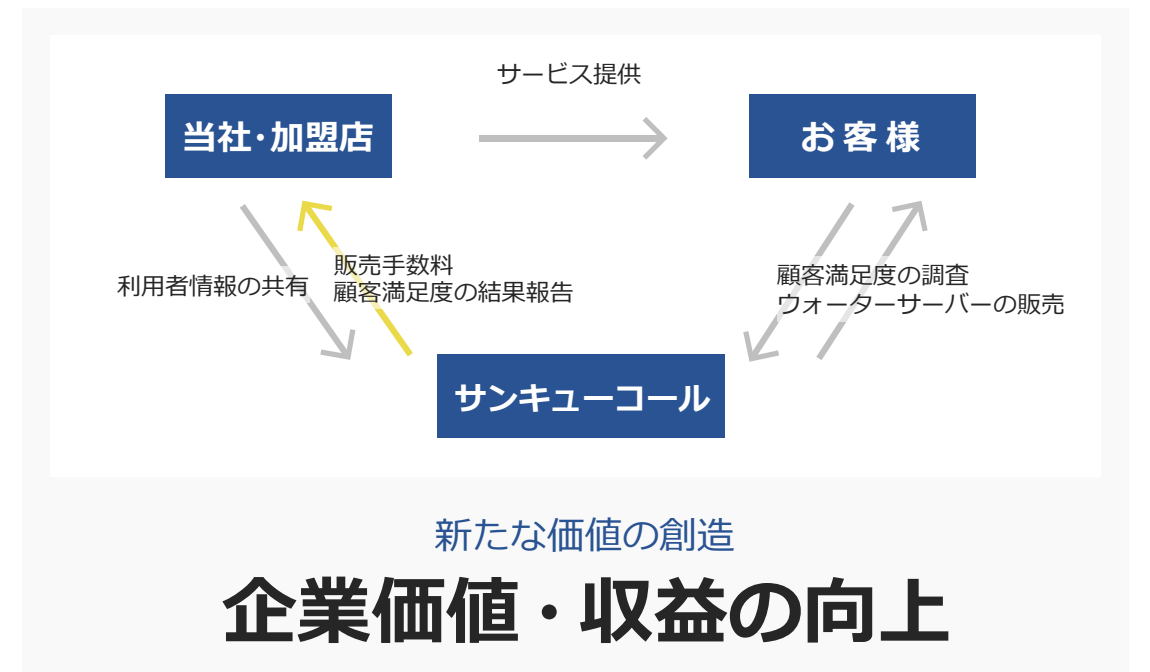 サービス提供
当社・加盟店
お客様
利用者情報の共有
販売手数料
顧客満足度の結果報告
顧客満足度の調査
ウォーターサーバーの販売
サンキューコール
新たな価値の創造
企業価値・収益の向上